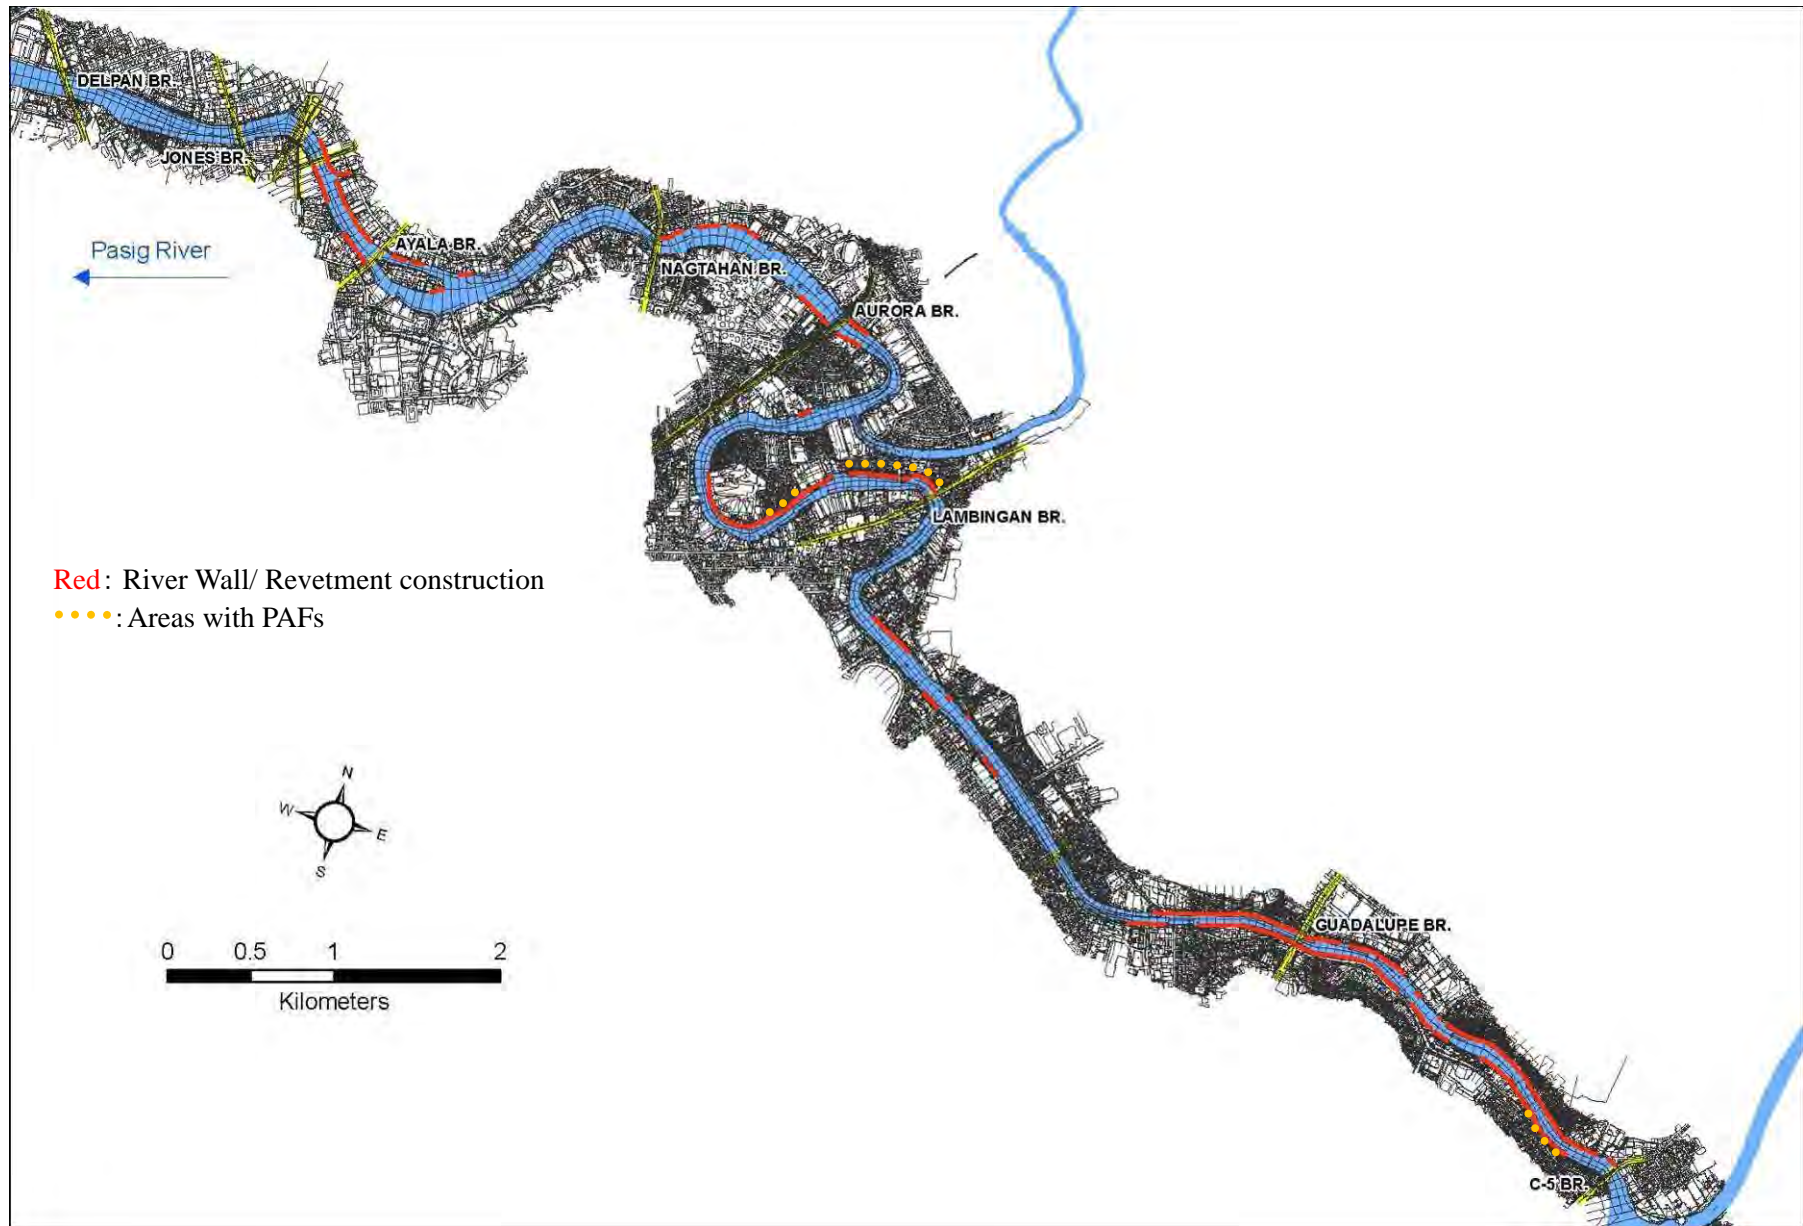 DELPAN BR.
JONES BR.
AYALA BR.
Pasig River
NAGTAHAN BR.
AURORA BR.
LAMBINGAN BR.
Red: River Wall/ Revetment construction
: Areas with PAFs
N
W
E
S
GUADALUPE BR.
0 0.5 1 2
Kilometers
C-5 BR.